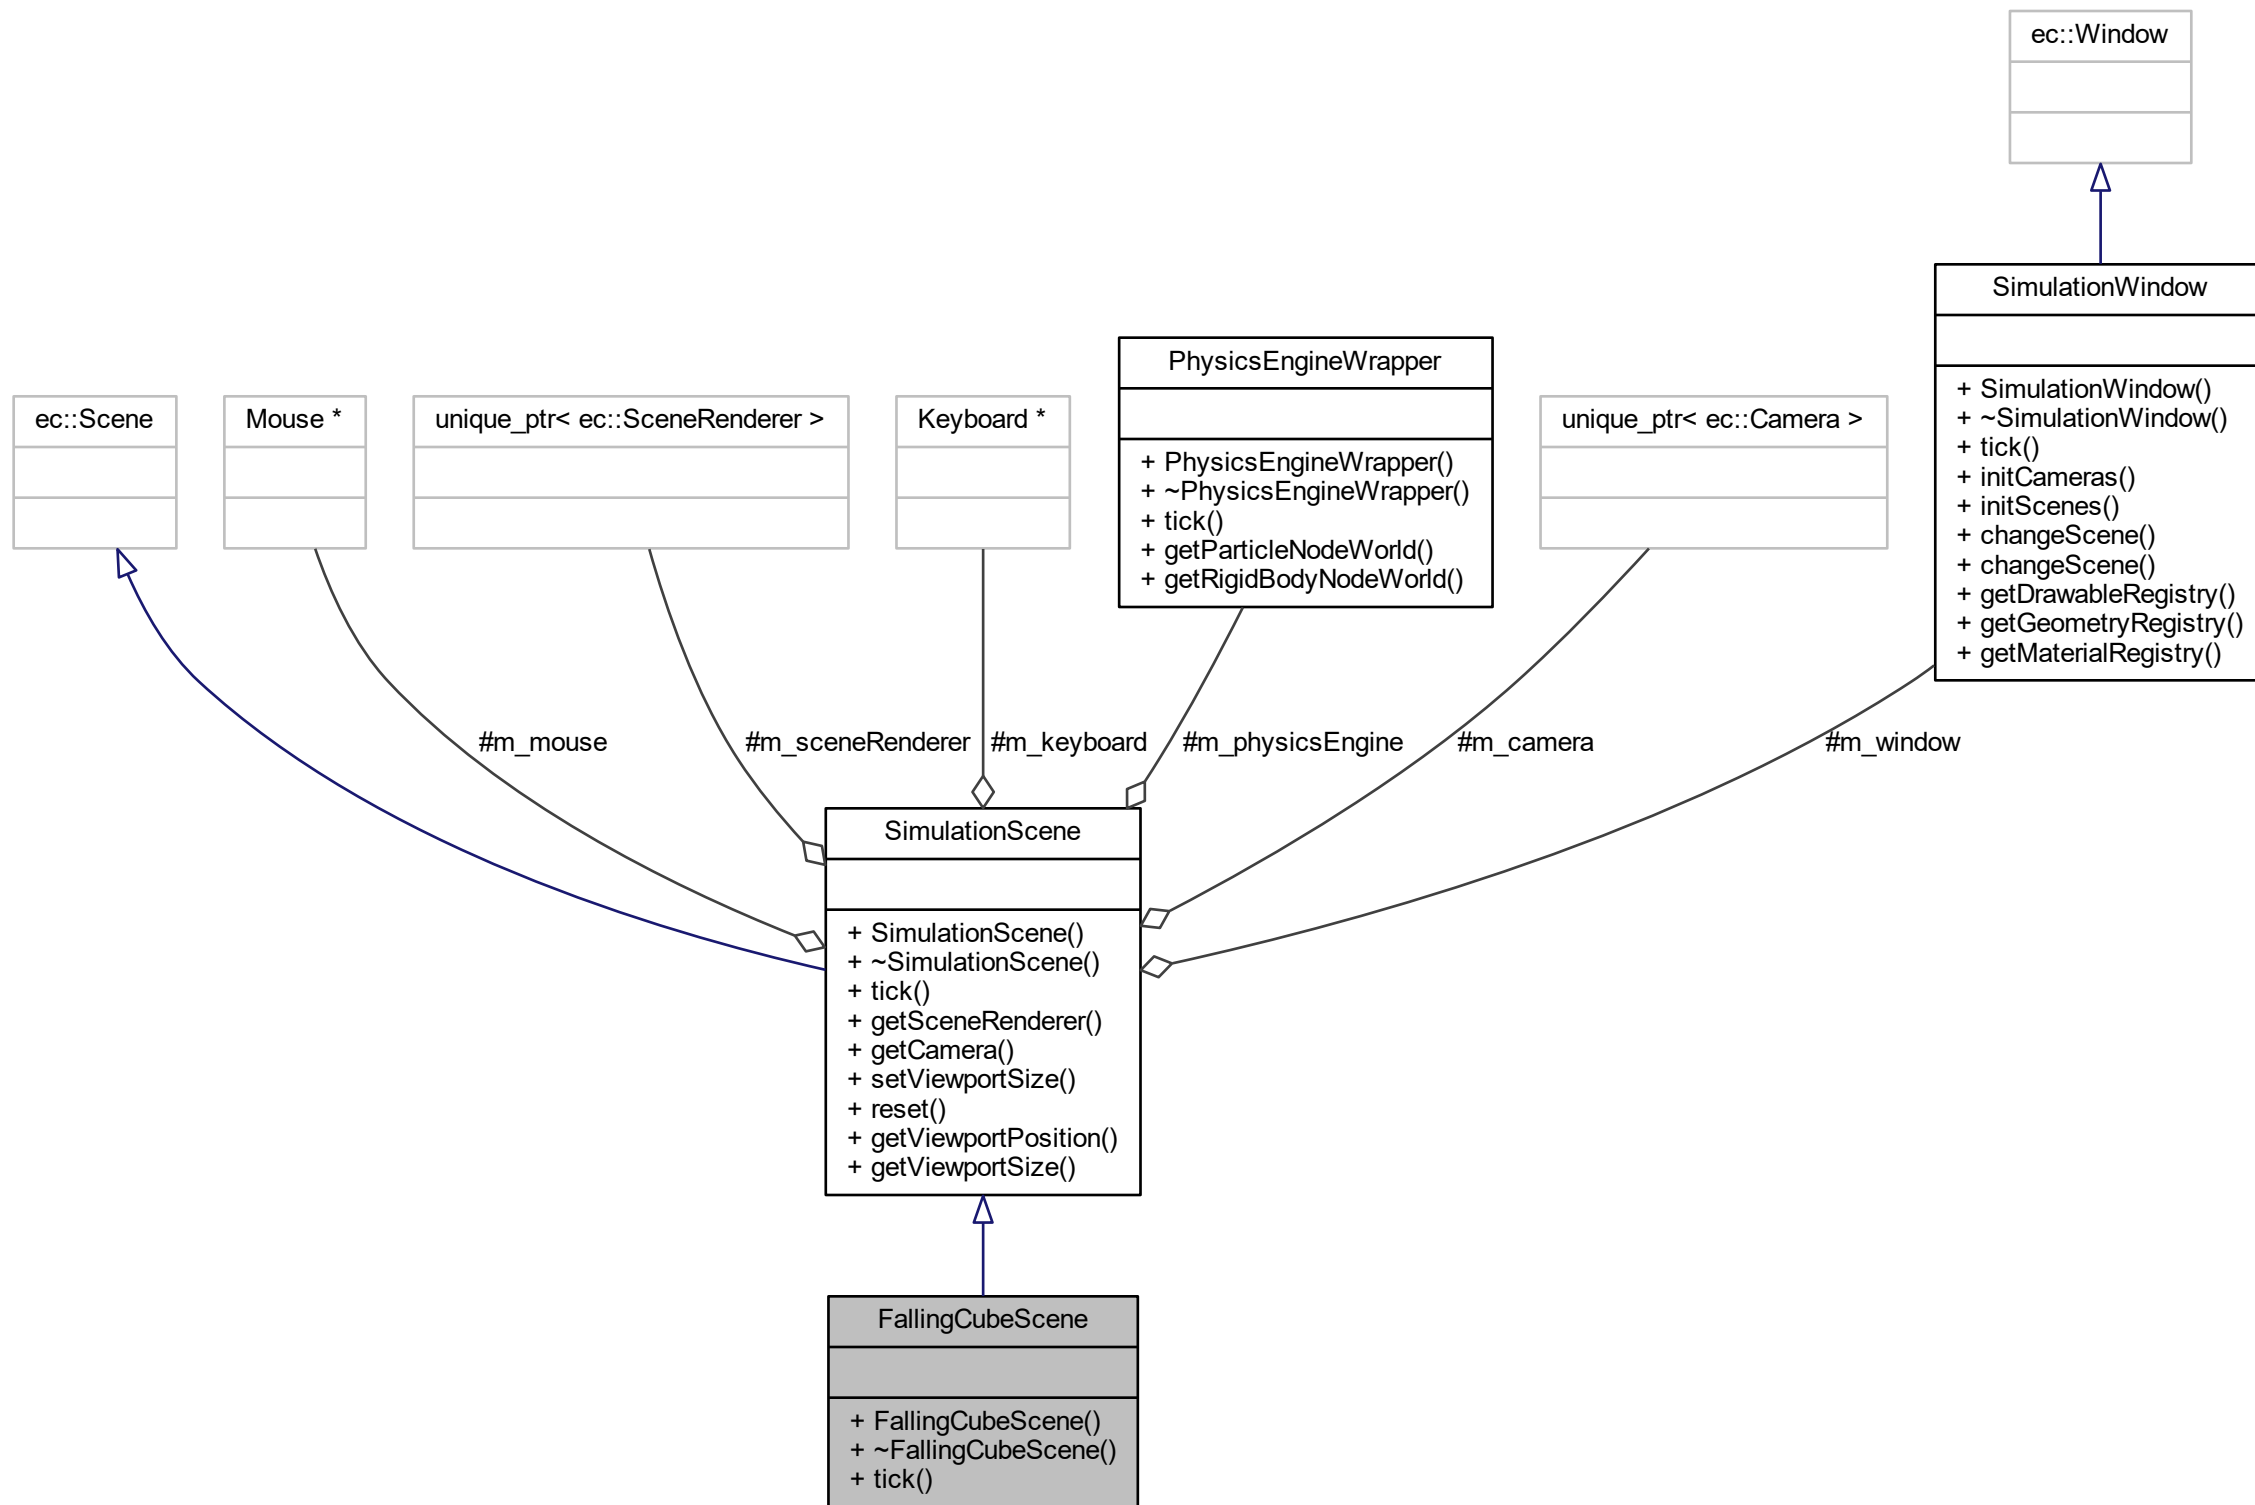 ec::Window
SimulationWindow
+ SimulationWindow()
+ ~SimulationWindow()
+ tick()
+ initCameras()
+ initScenes()
+ changeScene()
+ changeScene()
+ getDrawableRegistry()
+ getGeometryRegistry()
+ getMaterialRegistry()
PhysicsEngineWrapper
+ PhysicsEngineWrapper()
+ ~PhysicsEngineWrapper()
+ tick()
+ getParticleNodeWorld()
+ getRigidBodyNodeWorld()
ec::Scene
Mouse *
unique_ptr< ec::SceneRenderer >
Keyboard *
unique_ptr< ec::Camera >
#m_mouse
#m_sceneRenderer
#m_keyboard
#m_physicsEngine
#m_camera
#m_window
SimulationScene
+ SimulationScene()
+ ~SimulationScene()
+ tick()
+ getSceneRenderer()
+ getCamera()
+ setViewportSize()
+ reset()
+ getViewportPosition()
+ getViewportSize()
FallingCubeScene
+ FallingCubeScene()
+ ~FallingCubeScene()
+ tick()